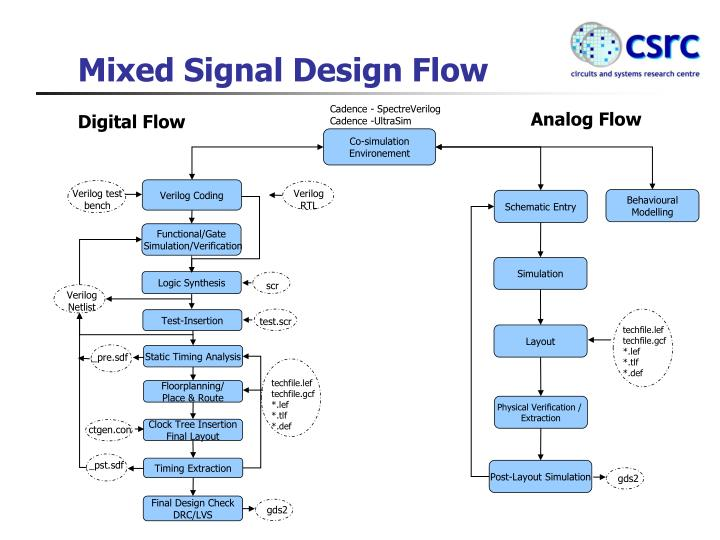 csrc
circuits and systems research centre
Mixed Signal Design Flow
Digital Flow
Cadence - SpectreVerilog
Cadence -UltraSim
Analog Flow
Co-simulation
Environement
Verilog test
bench
Verilog Coding
Verilog
RTL
Functional/Gate
Simulation/Verification
Logic Synthesis
scr
Verilog
Netlist
Test-Insertion
test.scr
_pre.sdf
Static Timing Analysis
Floorplanning/
Place & Route
techfile.lef
techfile.gcf
*.lef
*.tlf
*.def
ctgen.con
Clock Tree Insertion
Final Layout
_pst.sdf
Timing Extraction
Final Design Check
DRC/LVS
gds2
Schematic Entry
Behavioural
Modelling
Simulation
Layout
techfile.lef
techfile.gcf
*.lef
*.tlf
*.def
Physical Verification /
Extraction
Post-Layout Simulation
gds2